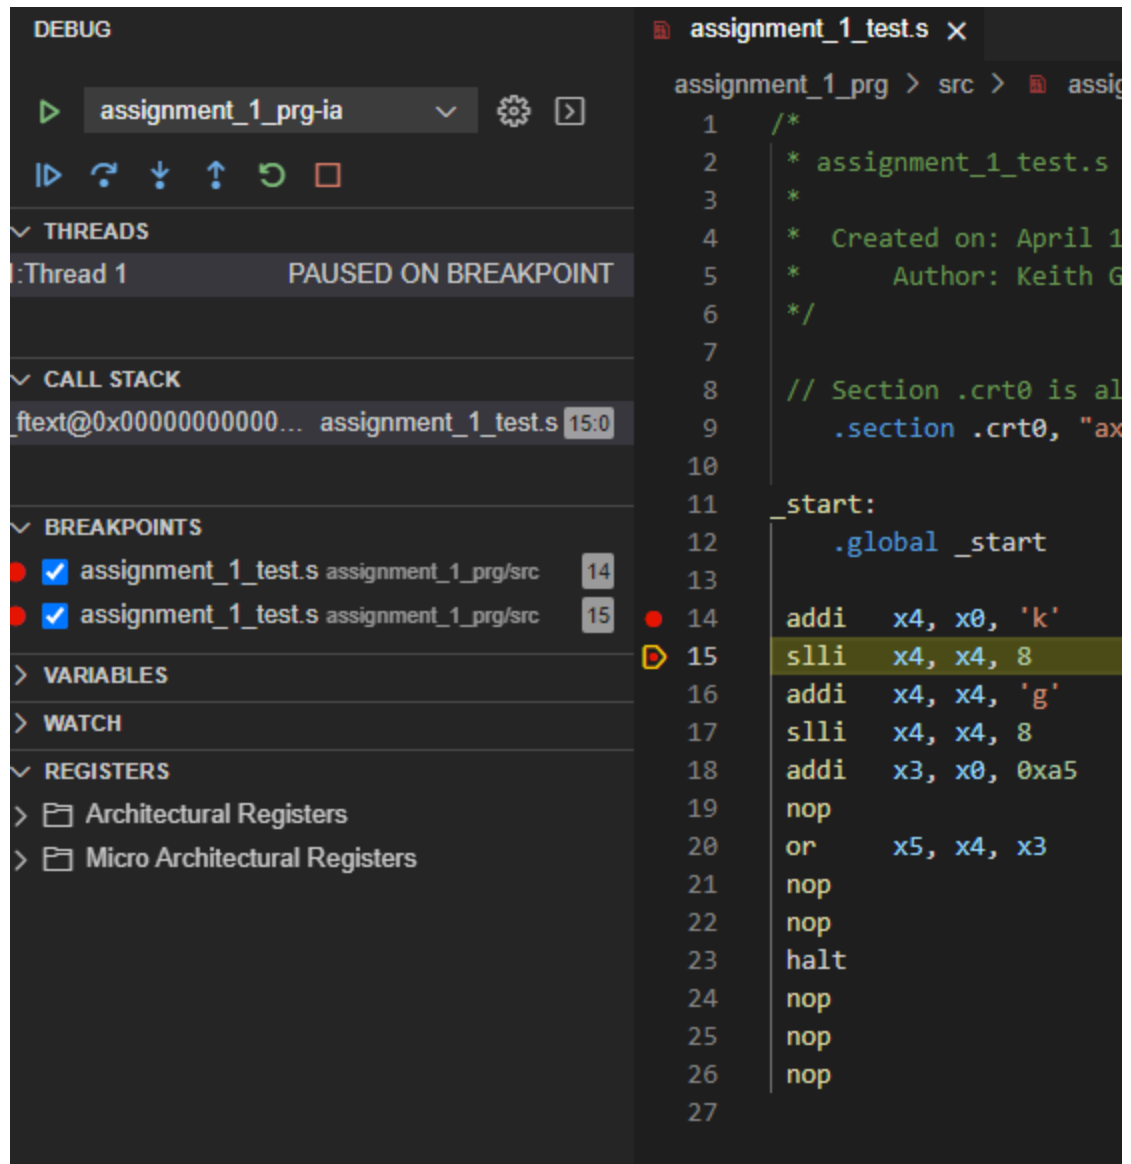 DEBUG
assignment_1_prg-ia
THREADS
:Thread 1 PAUSED ON BREAKPOINT
CALL STACK
_ftext@0x00000000000... assignment_1_test.s 15:0
BREAKPOINTS
assignment_1_test.s assignment_1_prg/src 14
assignment_1_test.s assignment_1_prg/src 15
VARIABLES
WATCH
REGISTERS
Architectural Registers
Micro Architectural Registers
assignment_1_test.s ×
assignment_1_prg > src > assig
1 /*
2 * assignment_1_test.s
3 *
4 * Created on: April 1
5 * Author: Keith G
6 */
7
8 // Section .crt0 is al
9 .section .crt0, "ax
10
11 _start:
12 .global _start
13
14 addi x4, x0, 'k'
15 slli x4, x4, 8
16 addi x4, x4, 'g'
17 slli x4, x4, 8
18 addi x3, x0, 0xa5
19 nop
20 or x5, x4, x3
21 nop
22 nop
23 halt
24 nop
25 nop
26 nop
27